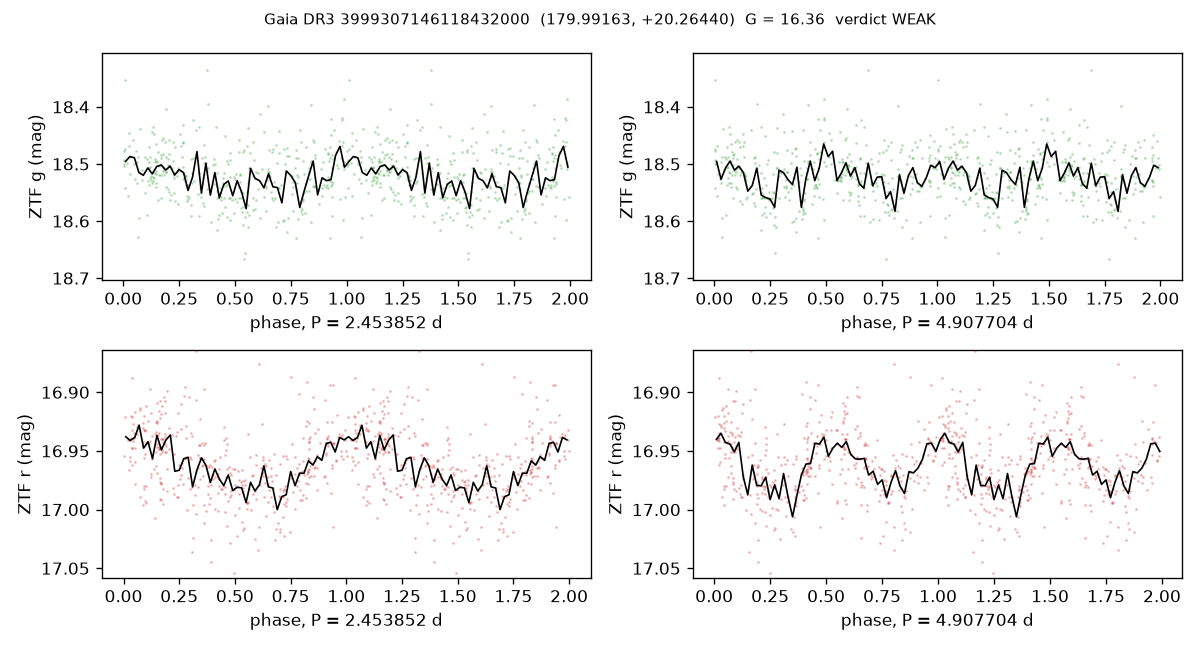 Gaia DR3 3999307146118432000  (179.99163, +20.26440)  G = 16.36  verdict WEAK
ZTF g (mag)
18.4
18.5
18.6
18.7
0.00 0.25 0.50 0.75 1.00 1.25 1.50 1.75 2.00
phase, P = 2.453852 d
ZTF g (mag)
18.4
18.5
18.6
18.7
0.00 0.25 0.50 0.75 1.00 1.25 1.50 1.75 2.00
phase, P = 4.907704 d
ZTF r (mag)
16.90
16.95
17.00
17.05
0.00 0.25 0.50 0.75 1.00 1.25 1.50 1.75 2.00
phase, P = 2.453852 d
ZTF r (mag)
16.90
16.95
17.00
17.05
0.00 0.25 0.50 0.75 1.00 1.25 1.50 1.75 2.00
phase, P = 4.907704 d